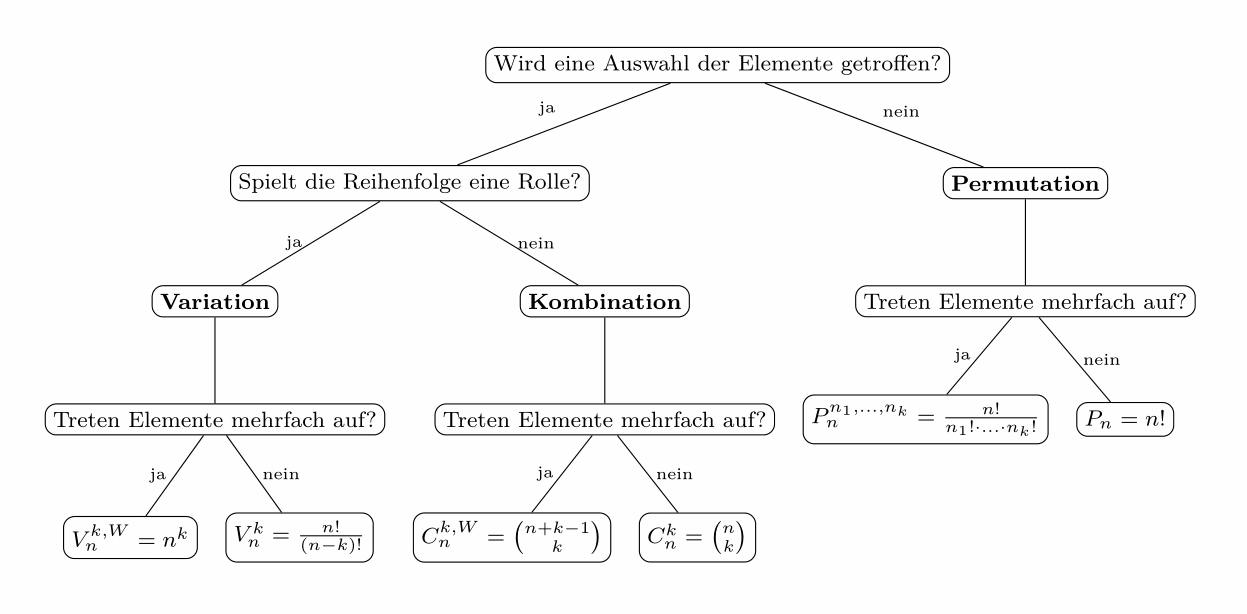 Wird eine Auswahl der Elemente getroffen?
ja
nein
Spielt die Reihenfolge eine Rolle?
Permutation
ja
nein
Variation
Kombination
Treten Elemente mehrfach auf?
ja
nein
Treten Elemente mehrfach auf?
Treten Elemente mehrfach auf?
$P_n^{n_1,\ldots,n_k} = \frac{n!}{n_1!\cdot\ldots\cdot n_k!}$
$P_n = n!$
ja
nein
ja
nein
$V_n^{k,W} = n^k$
$V_n^k = \frac{n!}{(n-k)!}$
$C_n^{k,W} = \binom{n+k-1}{k}$
$C_n^k = \binom{n}{k}$